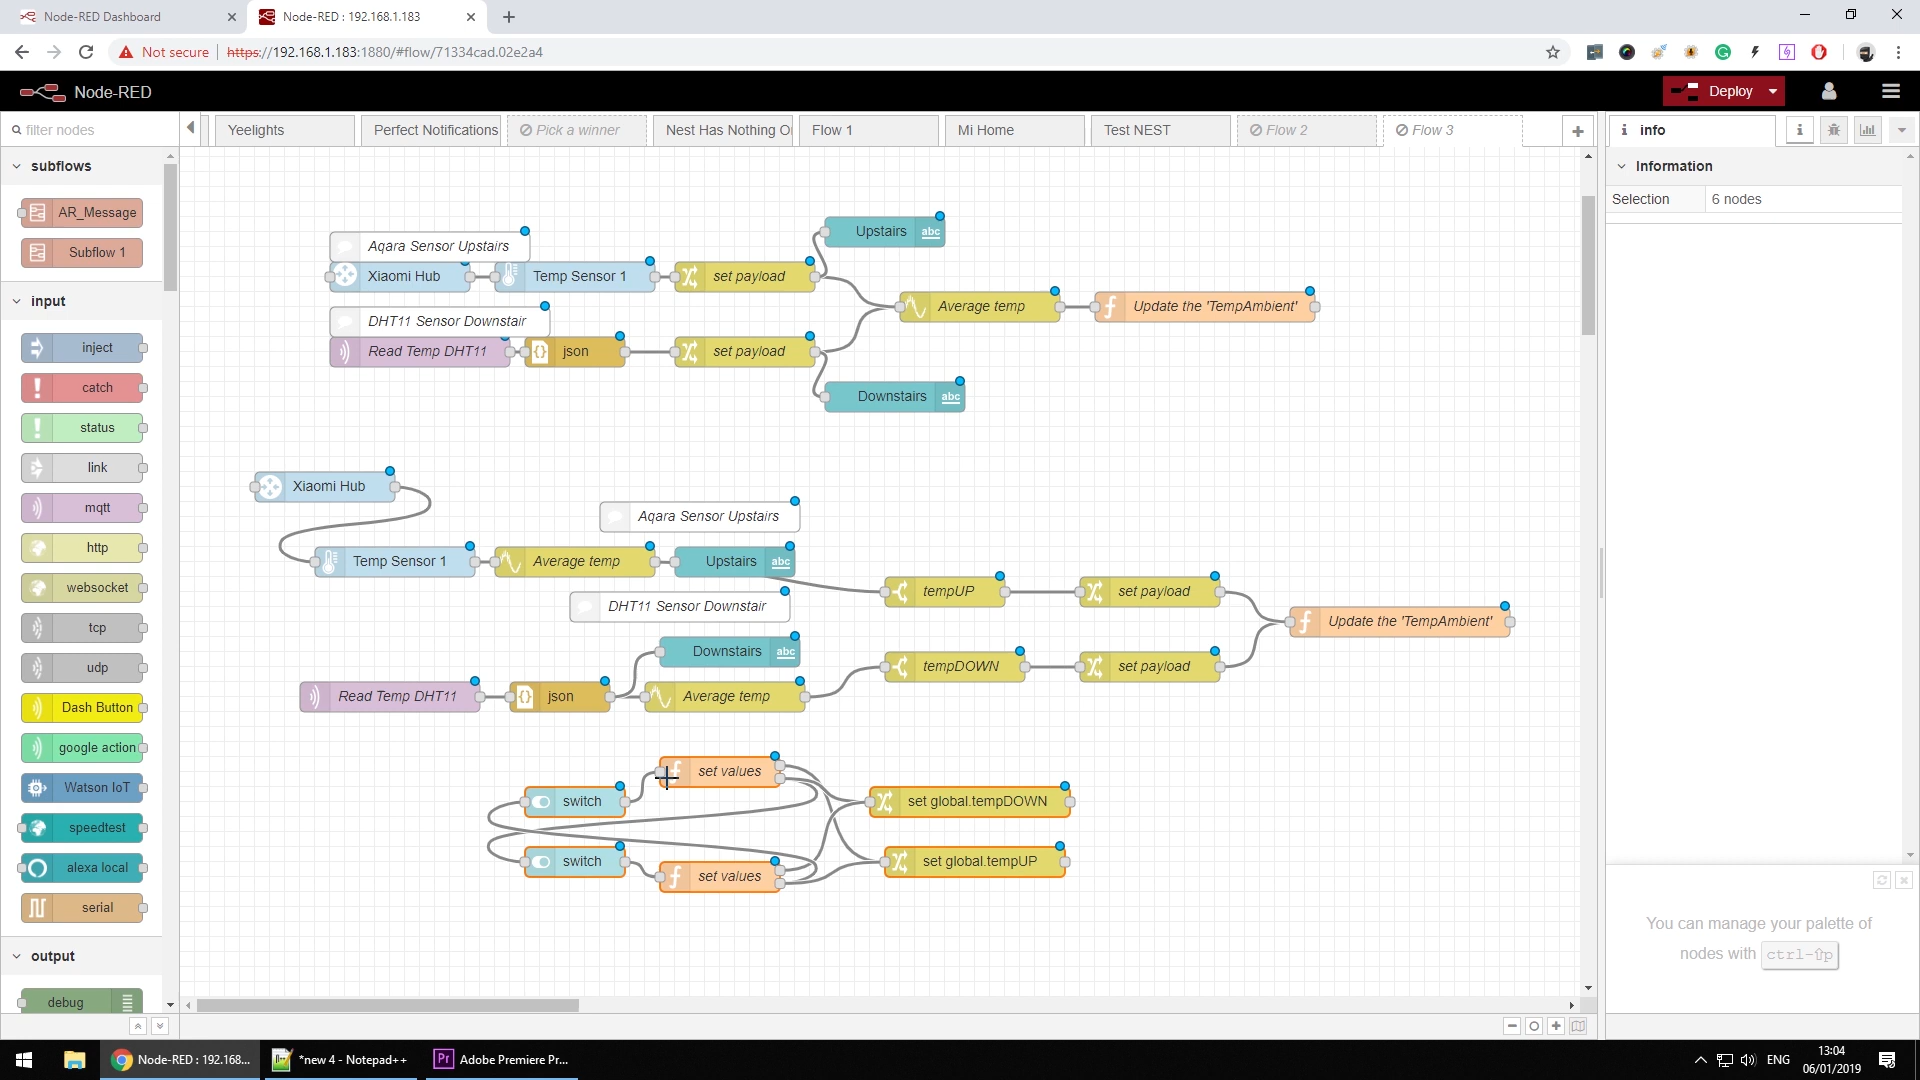 Node-RED Dashboard
Node-RED : 192.168.1.183
Not secure
https://192.168.1.183:1880/#flow/71334cad.02e2a4
Node-RED
Deploy
filter nodes
Yeelights
Perfect Notifications
Pick a winner
Nest Has Nothing O
Flow 1
Mi Home
Test NEST
Flow 2
Flow 3
+
i info
i
subflows
AR_Message
Subflow 1
input
inject
catch
status
link
mqtt
http
websocket
tcp
udp
Dash Button
google action
Watson IoT
speedtest
alexa local
serial
output
debug
Aqara Sensor Upstairs
Upstairs abc
Xiaomi Hub
Temp Sensor 1
set payload
Average temp
Update the 'TempAmbient'
DHT11 Sensor Downstair
Read Temp DHT11
{} json
set payload
Downstairs abc
Xiaomi Hub
Aqara Sensor Upstairs
Temp Sensor 1
Average temp
Upstairs abc
tempUP
set payload
DHT11 Sensor Downstair
Update the 'TempAmbient'
Downstairs abc
tempDOWN
set payload
Read Temp DHT11
{} json
Average temp
f set values
switch
set global.tempDOWN
switch
f set values
set global.tempUP
Information
Selection 6 nodes
You can manage your palette of
nodes with ctrl-⇧p
Node-RED : 192.168...
*new 4 - Notepad++
Pr Adobe Premiere Pr...
ENG
13:04
06/01/2019